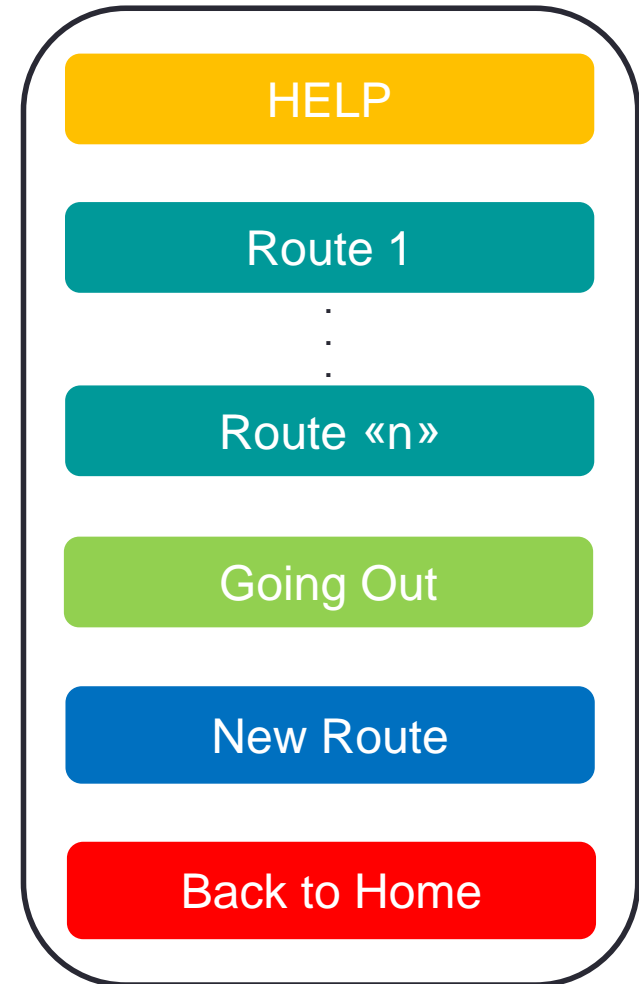 HELP
Route 1
.
.
.
Route «n»
Going Out
New Route
Back to Home